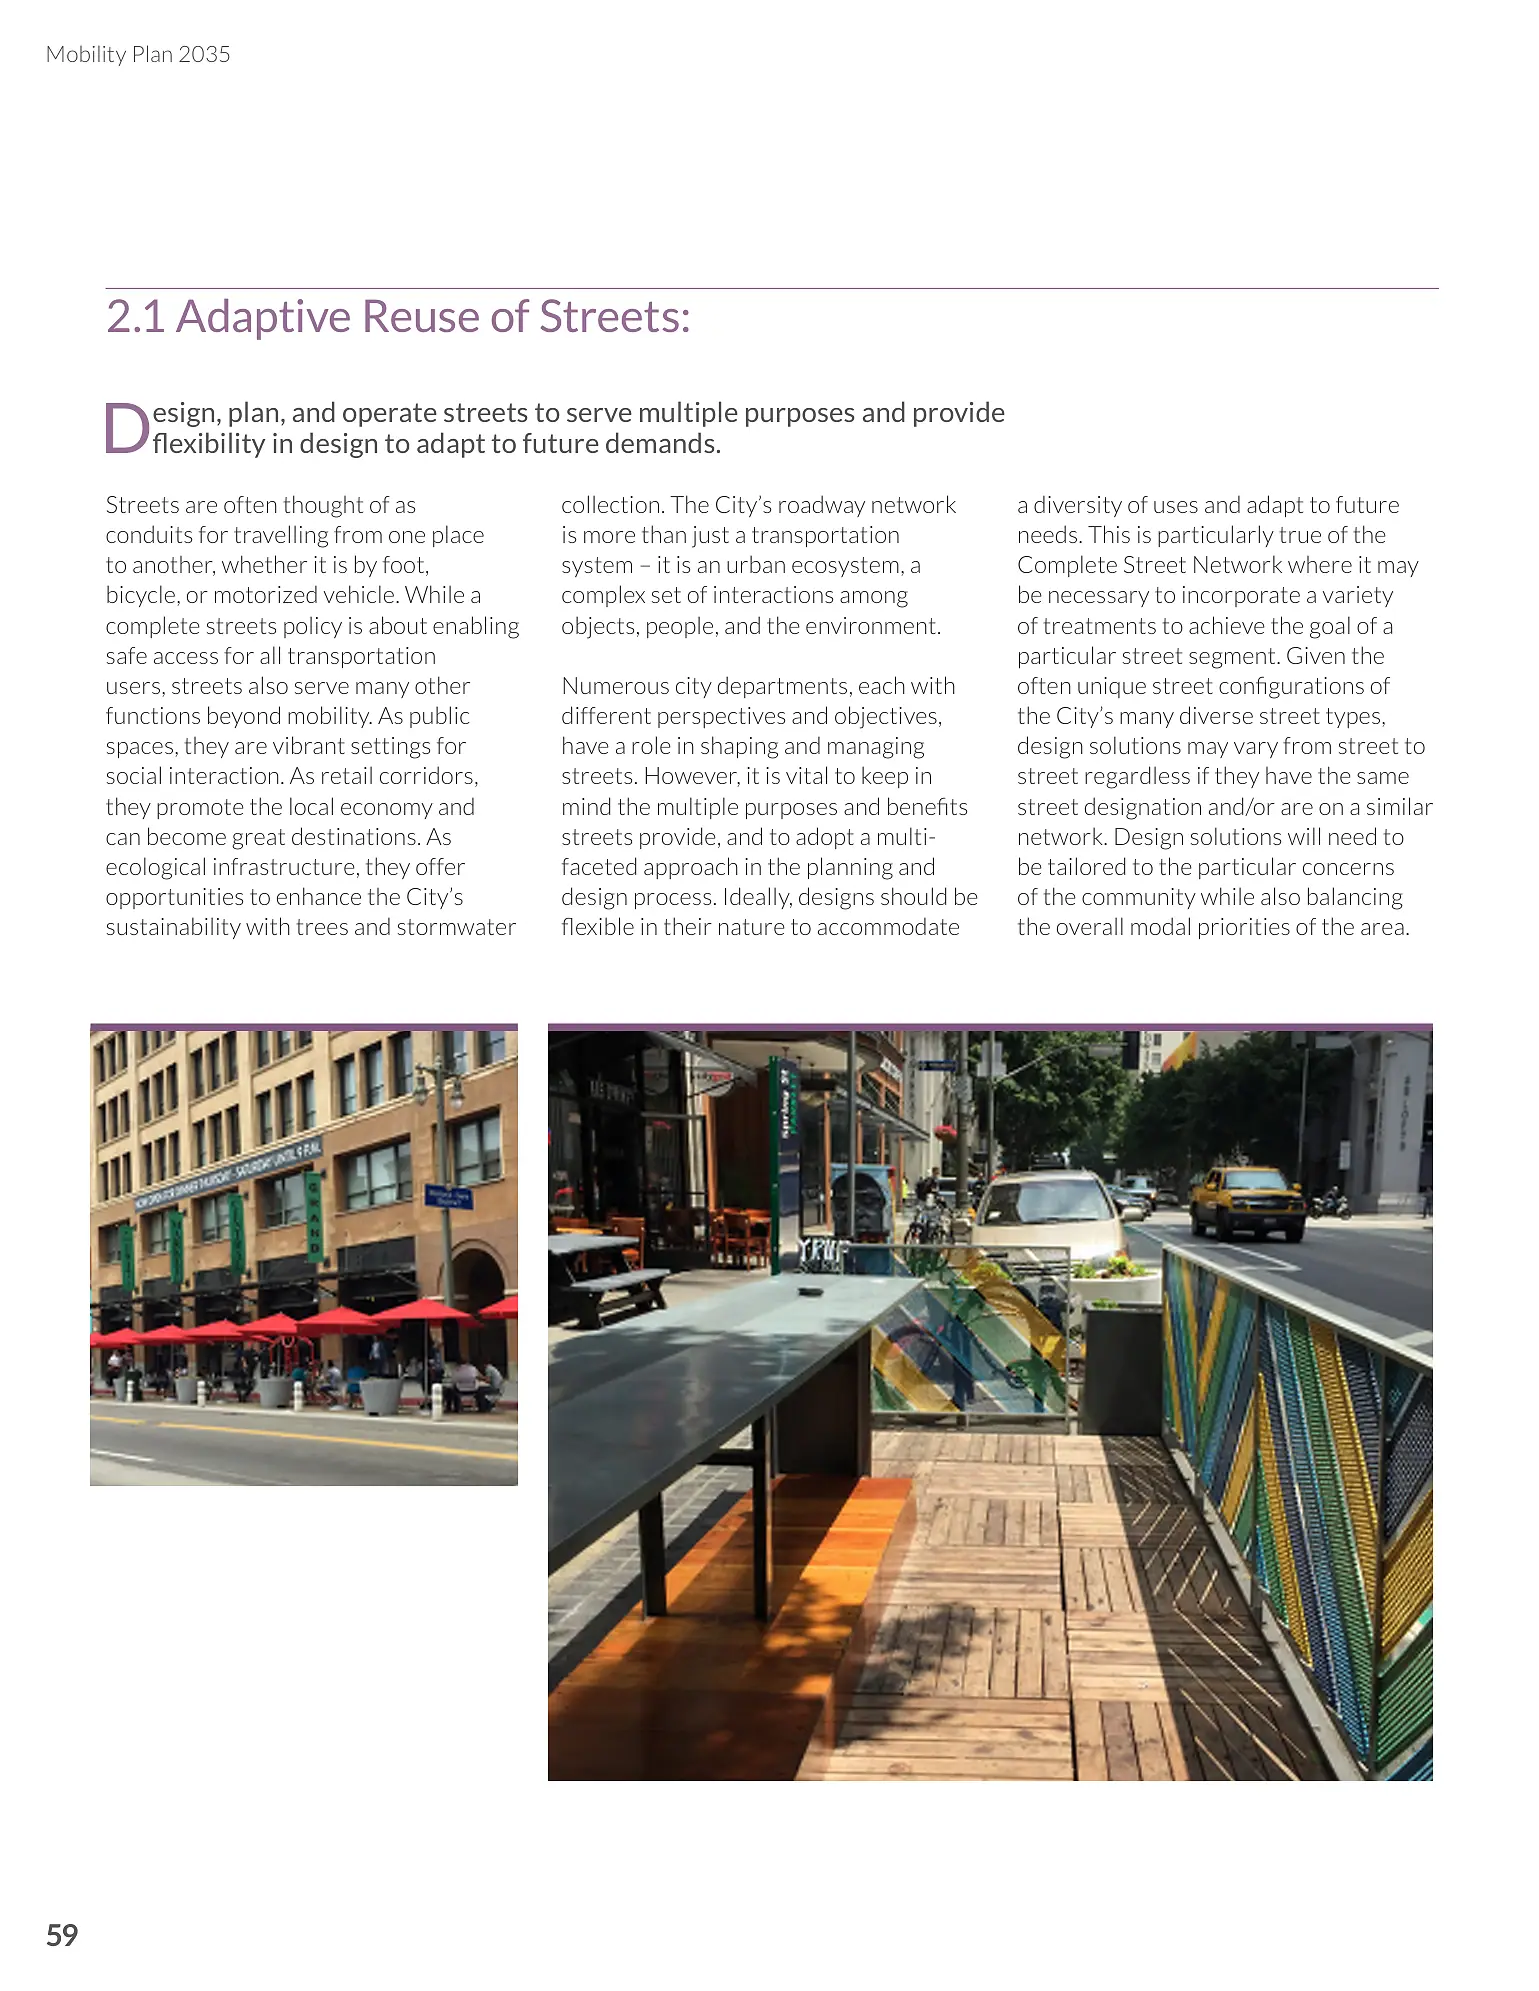 Mobility Plan 2035
2.1 Adaptive Reuse of Streets:
Design, plan, and operate streets to serve multiple purposes and provide
flexibility in design to adapt to future demands.
Streets are often thought of as
conduits for travelling from one place
to another, whether it is by foot,
bicycle, or motorized vehicle. While a
complete streets policy is about enabling
safe access for all transportation
users, streets also serve many other
functions beyond mobility. As public
spaces, they are vibrant settings for
social interaction. As retail corridors,
they promote the local economy and
can become great destinations. As
ecological infrastructure, they offer
opportunities to enhance the City’s
sustainability with trees and stormwater
collection. The City’s roadway network
is more than just a transportation
system – it is an urban ecosystem, a
complex set of interactions among
objects, people, and the environment.
Numerous city departments, each with
different perspectives and objectives,
have a role in shaping and managing
streets. However, it is vital to keep in
mind the multiple purposes and benefits
streets provide, and to adopt a multi-
faceted approach in the planning and
design process. Ideally, designs should be
flexible in their nature to accommodate
a diversity of uses and adapt to future
needs. This is particularly true of the
Complete Street Network where it may
be necessary to incorporate a variety
of treatments to achieve the goal of a
particular street segment. Given the
often unique street configurations of
the City’s many diverse street types,
design solutions may vary from street to
street regardless if they have the same
street designation and/or are on a similar
network. Design solutions will need to
be tailored to the particular concerns
of the community while also balancing
the overall modal priorities of the area.
NOW OPEN FOR DINNER THURSDAY - SATURDAY UNTIL 9 P.M.
GRAND
Spring St
PARKLET
59